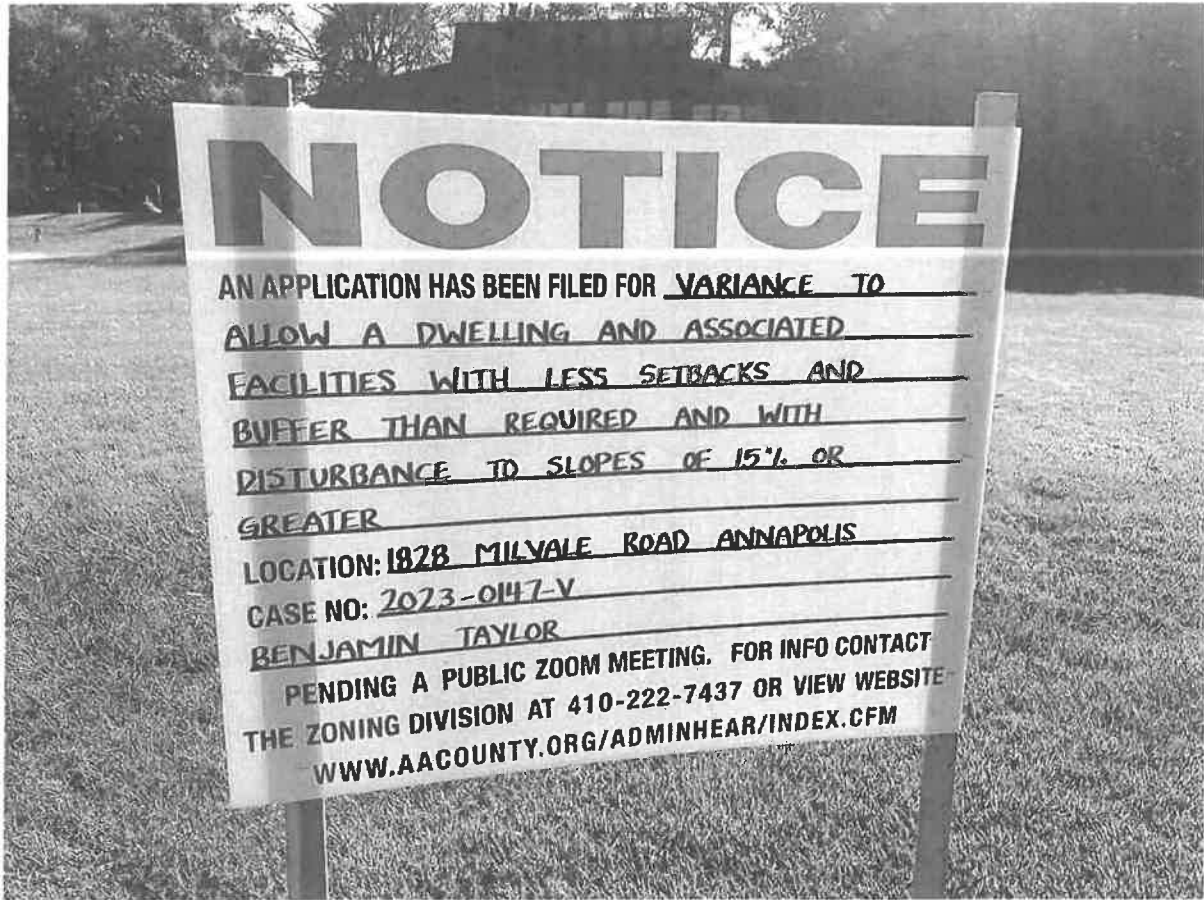 NOTICE
AN APPLICATION HAS BEEN FILED FOR VARIANCE TO
ALLOW A DWELLING AND ASSOCIATED
FACILITIES WITH LESS SETBACKS AND
BUFFER THAN REQUIRED AND WITH
DISTURBANCE TO SLOPES OF 15% OR
GREATER
LOCATION: 1828 MILVALE ROAD ANNAPOLIS
CASE NO: 2023-0147-V
BENJAMIN TAYLOR
PENDING A PUBLIC ZOOM MEETING. FOR INFO CONTACT
THE ZONING DIVISION AT 410-222-7437 OR VIEW WEBSITE
WWW.AACOUNTY.ORG/ADMINHEAR/INDEX.CFM